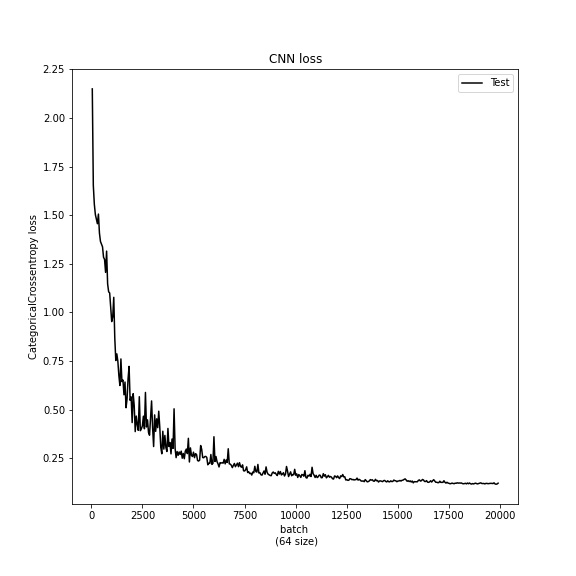 CNN loss
Test
2.25
2.00
1.75
1.50
1.25
1.00
0.75
0.50
0.25
CategoricalCrossentropy loss
0 2500 5000 7500 10000 12500 15000 17500 20000
batch
(64 size)